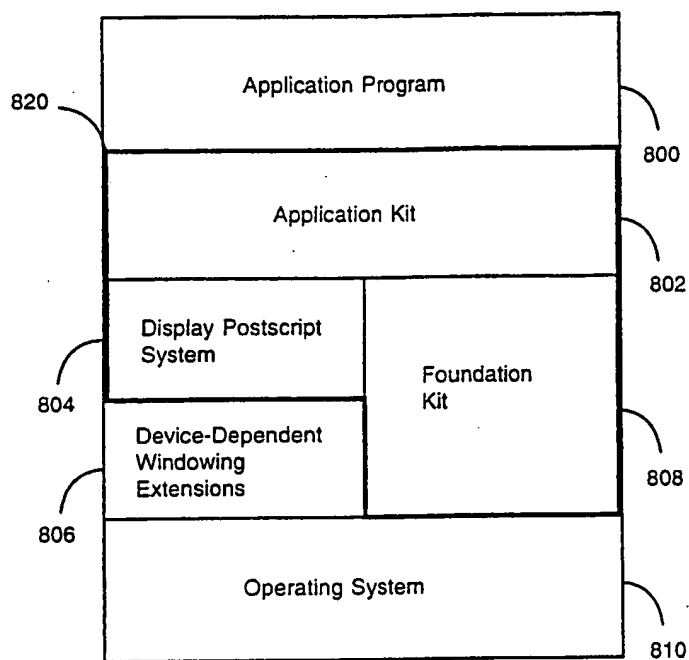 Application Program
820
800
Application Kit
802
Display Postscript
System
804
Foundation
Kit
Device-Dependent
Windowing
Extensions
808
806
Operating System
810